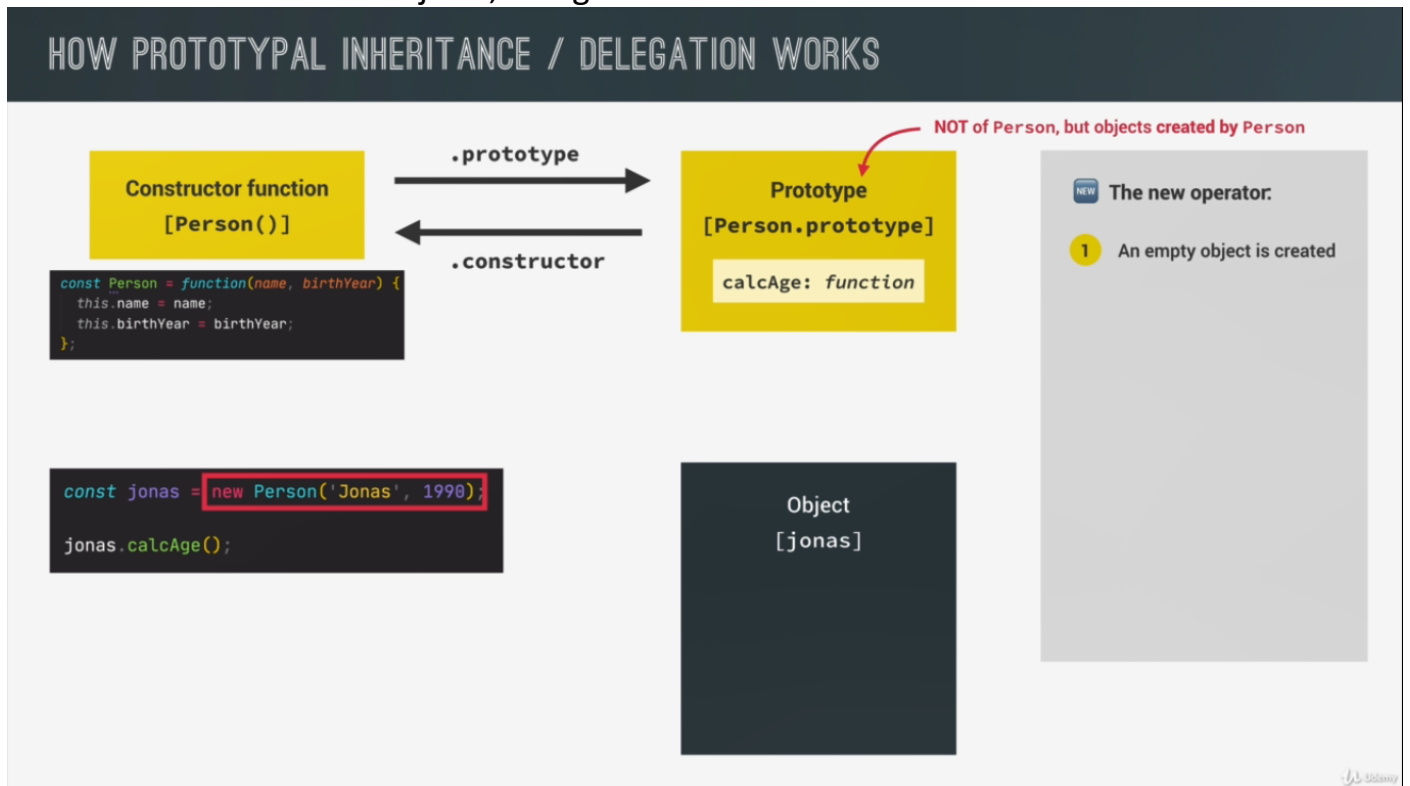 HOW PROTOTYPAL INHERITANCE / DELEGATION WORKS
NOT of Person, but objects created by Person
Constructor function
[Person()]
.prototype
.constructor
Prototype
[Person.prototype]
calcAge: function
const Person = function(name, birthYear) {
this.name = name;
this.birthYear = birthYear;
};
NEW The new operator:
1 An empty object is created
const jonas = new Person('Jonas', 1990);
jonas.calcAge();
Object
[jonas]
Udemy